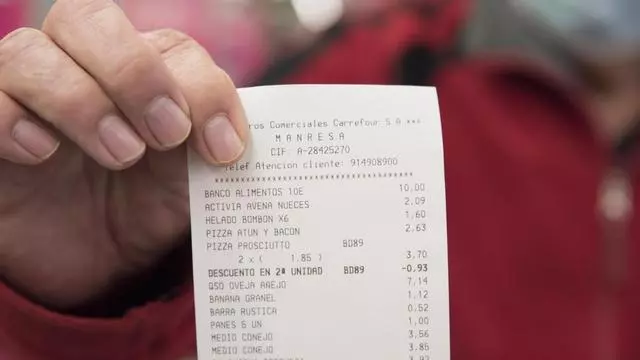 ros Comerciales Carrefour S A ***
MANRESA
CIF: A-28425270
Telef Atencion cliente: 914908900
BANCO ALIMENTOS 10E 10,00
ACTIVIA AVENA NUECES 2,09
HELADO BOMBON X6 1,60
PIZZA ATUN Y BACON 2,63
PIZZA PROSCIUTTO BD89
2 x ( 1,85 ) 3,70
DESCUENTO EN 2ª UNIDAD BD89 -0,93
QSO OVEJA AÑEJO 7,14
BANANA GRANEL 1,12
BARRA RUSTICA 0,52
PANES 6 UN 1,00
MEDIO CONEJO 3,56
MEDIO CONEJO 3,85